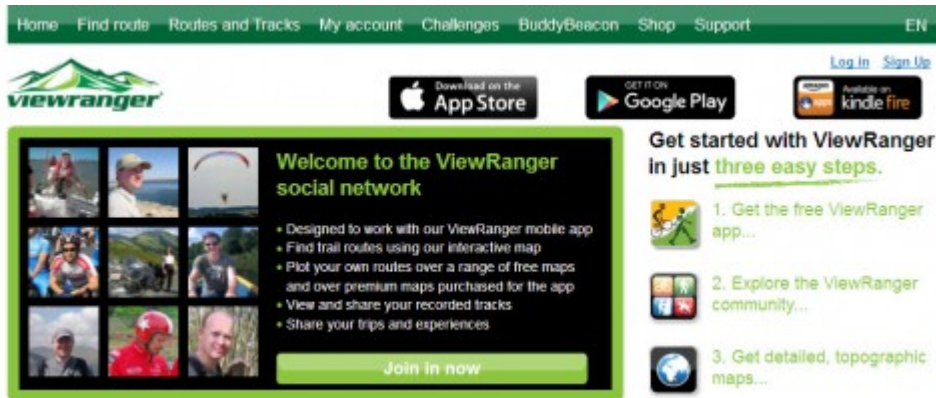 Home Find route Routes and Tracks My account Challenges BuddyBeacon Shop Support EN
Log in Sign Up
viewranger
Download on the
App Store
GET IT ON
Google Play
amazon
apps
Available on
kindle fire
Welcome to the ViewRanger
social network
• Designed to work with our ViewRanger mobile app
• Find trail routes using our interactive map
• Plot your own routes over a range of free maps
and over premium maps purchased for the app
• View and share your recorded tracks
• Share your trips and experiences
Join in now
Get started with ViewRanger
in just three easy steps.
1. Get the free ViewRanger
app...
2. Explore the ViewRanger
community...
3. Get detailed, topographic
maps...